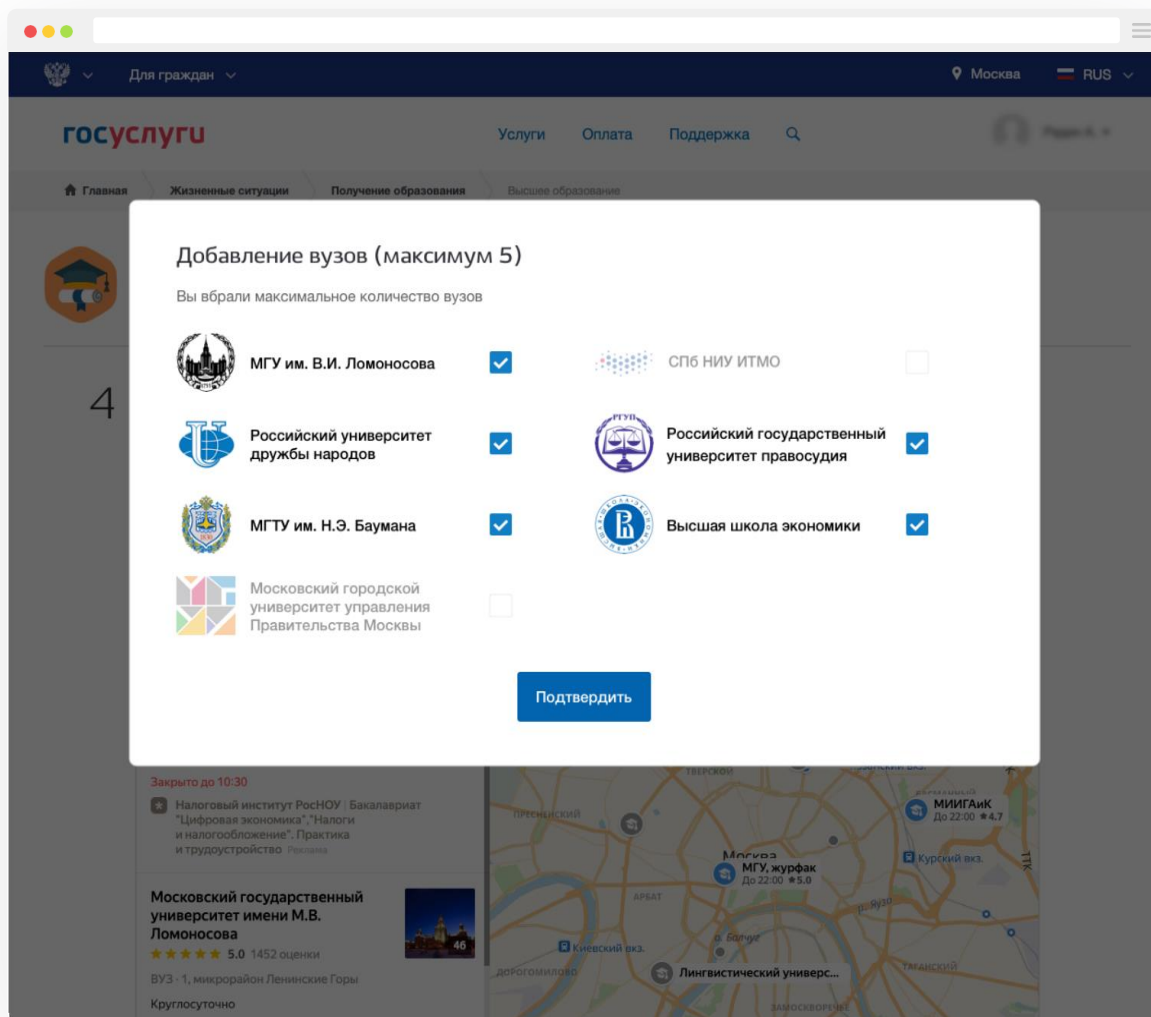 Для граждан
Москва
RUS
госуслуги
Услуги
Оплата
Поддержка
Главная
Жизненные ситуации
Получение образования
Высшее образование
4
Добавление вузов (максимум 5)
Вы вбрали максимальное количество вузов
МГУ им. В.И. Ломоносова
СПб НИУ ИТМО
Российский университет
дружбы народов
РГУП
Российский государственный
университет правосудия
МГТУ им. Н.Э. Баумана
Высшая школа экономики
Московский городской
университет управления
Правительства Москвы
Подтвердить
Закрыто до 10:30
Налоговый институт РосНОУ | Бакалавриат
"Цифровая экономика","Налоги
и налогообложение". Практика
и трудоустройство Реклама
Московский государственный
университет имени М.В.
Ломоносова
5.0 1452 оценки
46
ВУЗ · 1, микрорайон Ленинские Горы
Круглосуточно
ТВЕРСКОЙ
ПРЕСНЕНСКИЙ
МИИГАиК
До 22:00 ★4.7
Москва
МГУ, журфак
До 22:00 ★5.0
Курский вкз.
ТТК
АРБАТ
р. Яуза
о. Балчуг
Киевский вкз.
ДОРОГОМИЛОВО
Лингвистический универс...
ТАГАНСКИЙ
ЗАМОСКВОРЕЧЬЕ